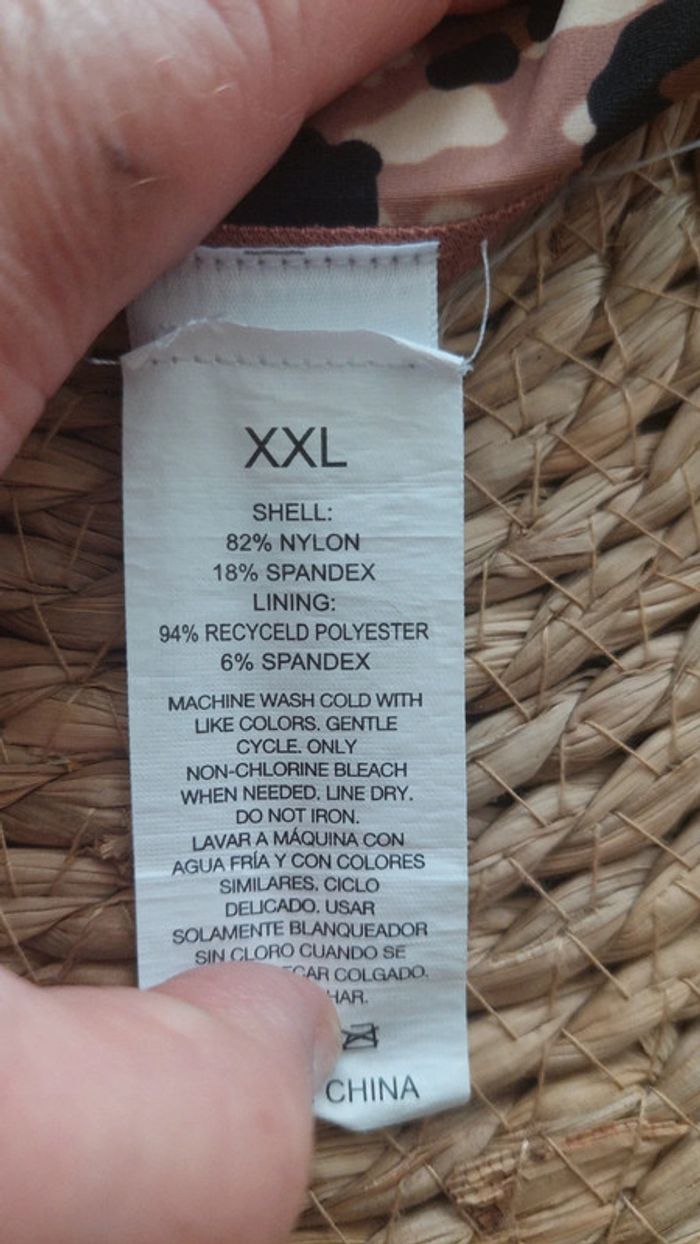 XXL
SHELL:
82% NYLON
18% SPANDEX
LINING:
94% RECYCELD POLYESTER
6% SPANDEX
MACHINE WASH COLD WITH
LIKE COLORS. GENTLE
CYCLE. ONLY
NON-CHLORINE BLEACH
WHEN NEEDED. LINE DRY.
DO NOT IRON.
LAVAR A MÁQUINA CON
AGUA FRÍA Y CON COLORES
SIMILARES. CICLO
DELICADO. USAR
SOLAMENTE BLANQUEADOR
SIN CLORO CUANDO SE
COLGADO.
CHINA